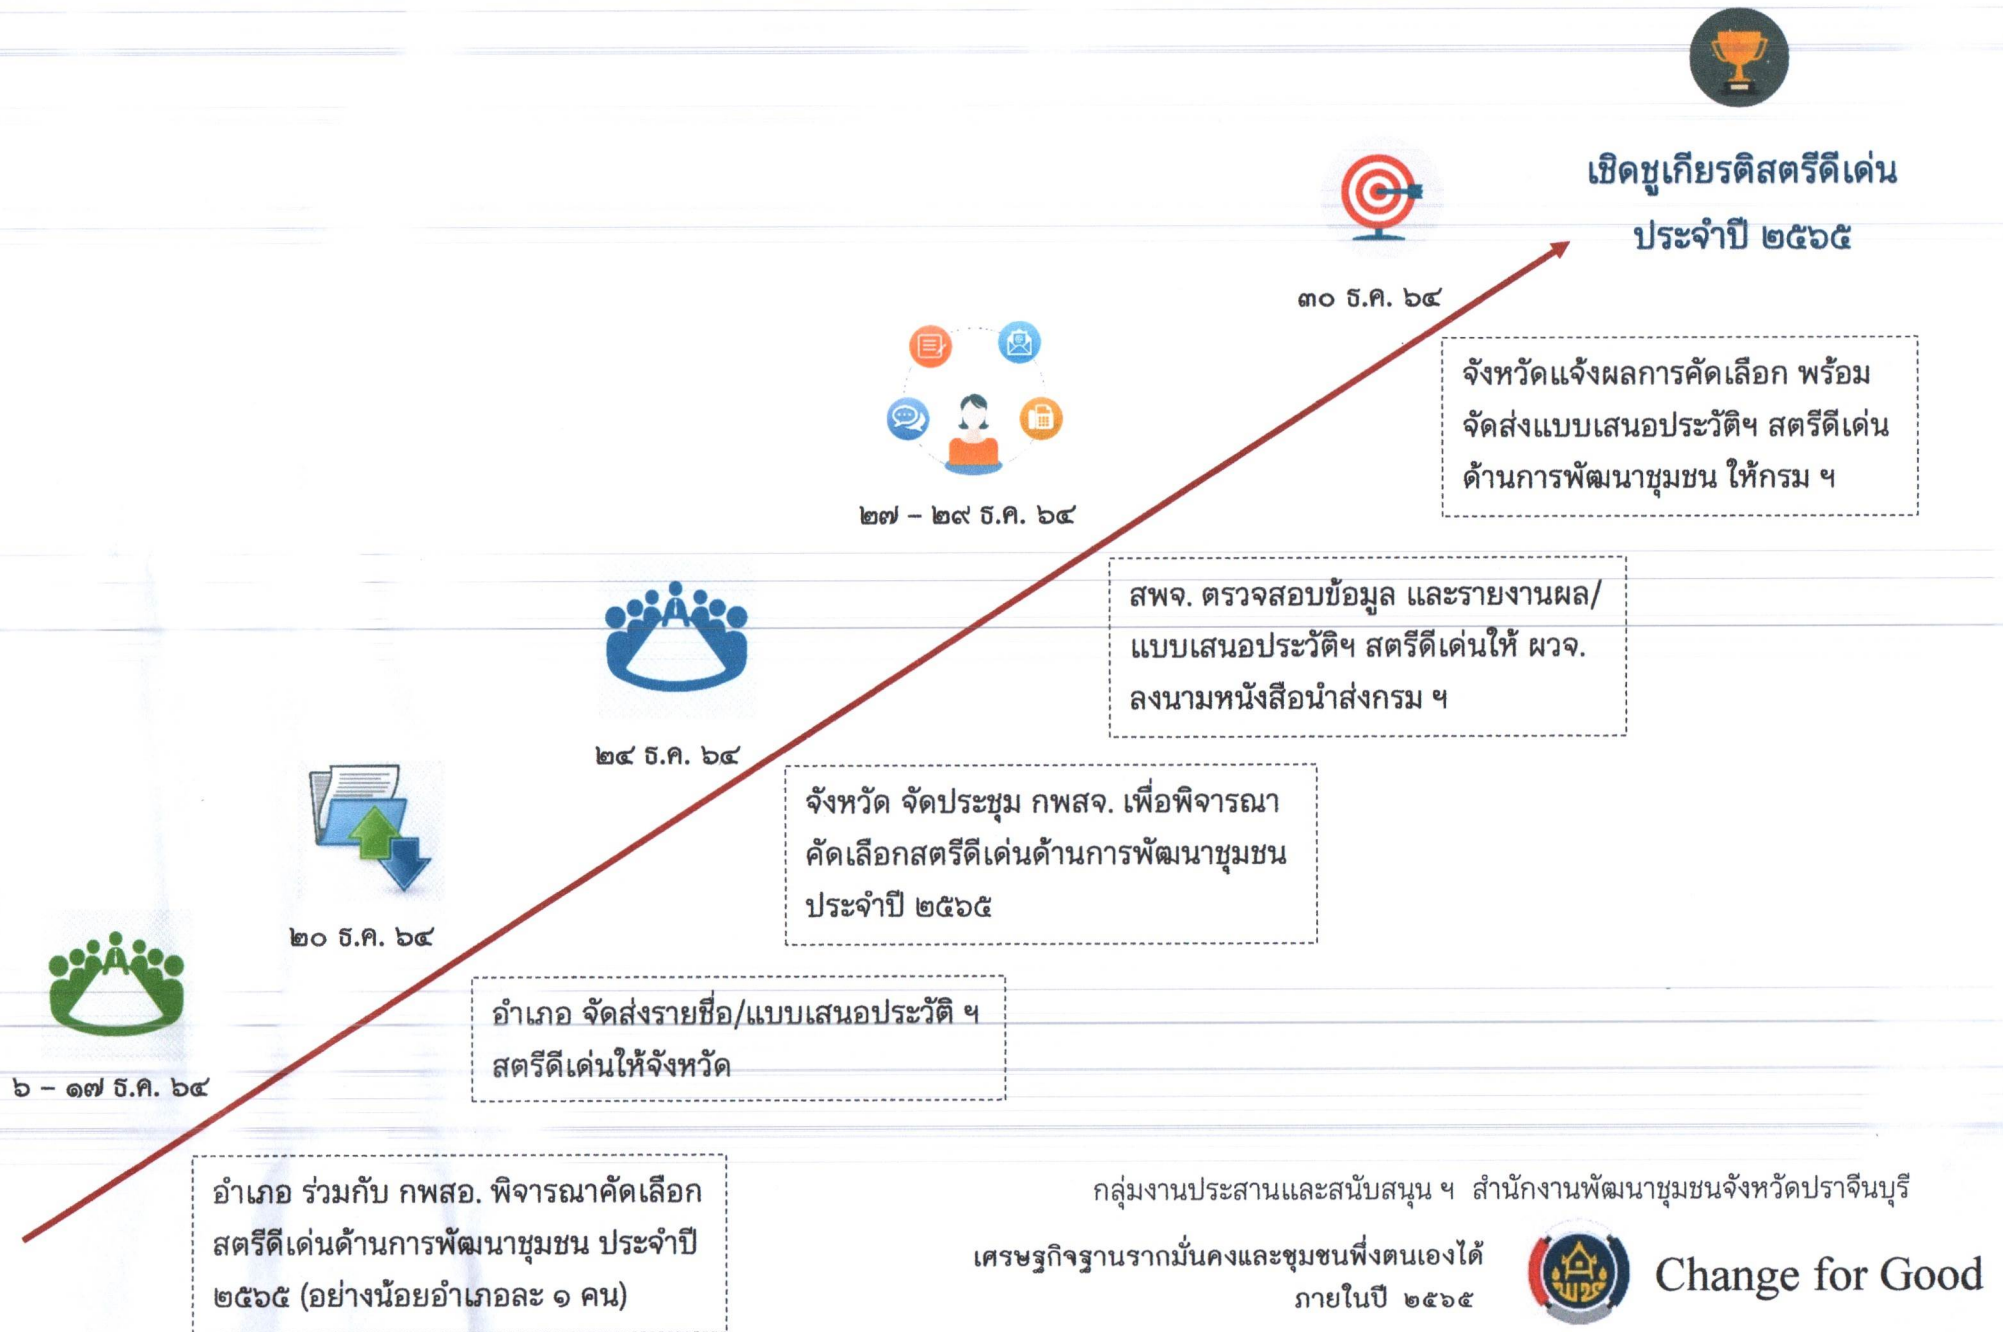 เชิดชูเกียรติสตรีดีเด่น
ประจำปี ๒๕๖๕
๓๐ ธ.ค. ๖๔
จังหวัดแจ้งผลการคัดเลือก พร้อม
จัดส่งแบบเสนอประวัติฯ สตรีดีเด่น
ด้านการพัฒนาชุมชน ให้กรม ฯ
๒๗ – ๒๙ ธ.ค. ๖๔
สพจ. ตรวจสอบข้อมูล และรายงานผล/
แบบเสนอประวัติฯ สตรีดีเด่นให้ ผวจ.
ลงนามหนังสือนำส่งกรม ฯ
๒๔ ธ.ค. ๖๔
จังหวัด จัดประชุม กพสจ. เพื่อพิจารณา
คัดเลือกสตรีดีเด่นด้านการพัฒนาชุมชน
ประจำปี ๒๕๖๕
๒๐ ธ.ค. ๖๔
อำเภอ จัดส่งรายชื่อ/แบบเสนอประวัติ ฯ
สตรีดีเด่นให้จังหวัด
๖ – ๑๗ ธ.ค. ๖๔
อำเภอ ร่วมกับ กพสอ. พิจารณาคัดเลือก
สตรีดีเด่นด้านการพัฒนาชุมชน ประจำปี
๒๕๖๕ (อย่างน้อยอำเภอละ ๑ คน)
กลุ่มงานประสานและสนับสนุน ฯ สำนักงานพัฒนาชุมชนจังหวัดปราจีนบุรี
เศรษฐกิจฐานรากมั่นคงและชุมชนพึ่งตนเองได้
ภายในปี ๒๕๖๕
Change for Good